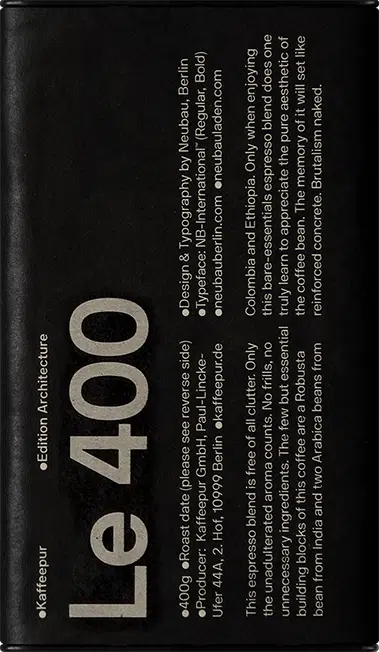 ●Kaffeepur
●Edition Architecture
Le 400
●400g ●Roast date (please see reverse side)
●Producer: Kaffeepur GmbH, Paul-Lincke-
Ufer 44A, 2. Hof, 10999 Berlin ●kaffeepur.de
●Design & Typography by Neubau, Berlin
●Typeface: NB-International™ (Regular, Bold)
●neubauberlin.com ●neubauladen.com
This espresso blend is free of all clutter. Only
the unadulterated aroma counts. No frills, no
unnecessary ingredients. The few but essential
building blocks of this coffee are a Robusta
bean from India and two Arabica beans from
Colombia and Ethiopia. Only when enjoying
this bare-essentials espresso blend does one
truly learn to appreciate the pure aesthetic of
the coffee bean. The memory of it will set like
reinforced concrete. Brutalism naked.